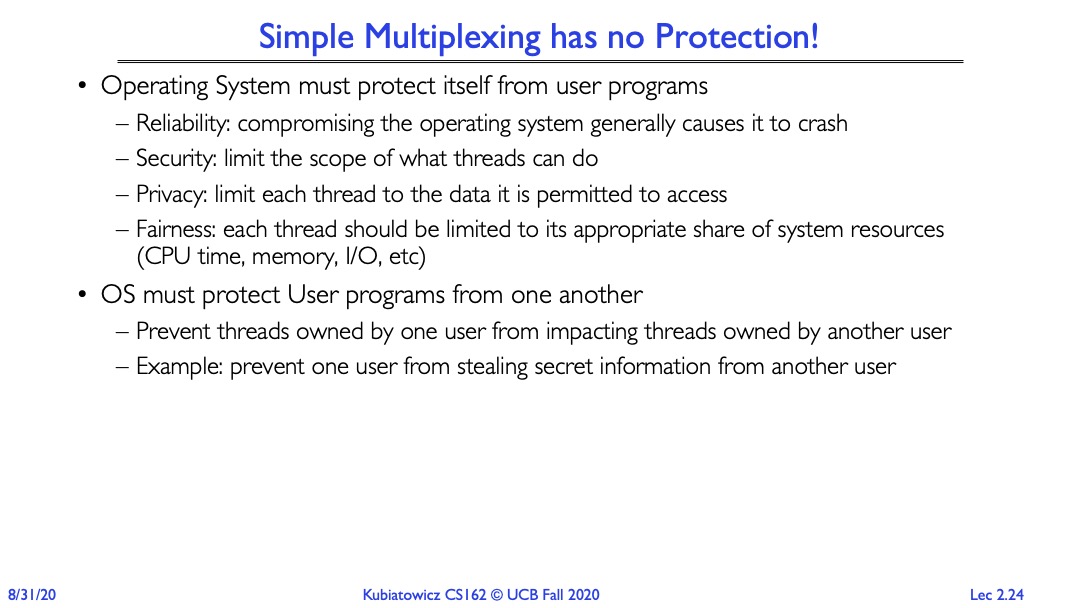 Simple Multiplexing has no Protection!
• Operating System must protect itself from user programs
– Reliability: compromising the operating system generally causes it to crash
– Security: limit the scope of what threads can do
– Privacy: limit each thread to the data it is permitted to access
– Fairness: each thread should be limited to its appropriate share of system resources
(CPU time, memory, I/O, etc)
• OS must protect User programs from one another
– Prevent threads owned by one user from impacting threads owned by another user
– Example: prevent one user from stealing secret information from another user
8/31/20
Kubiatowicz CS162 © UCB Fall 2020
Lec 2.24